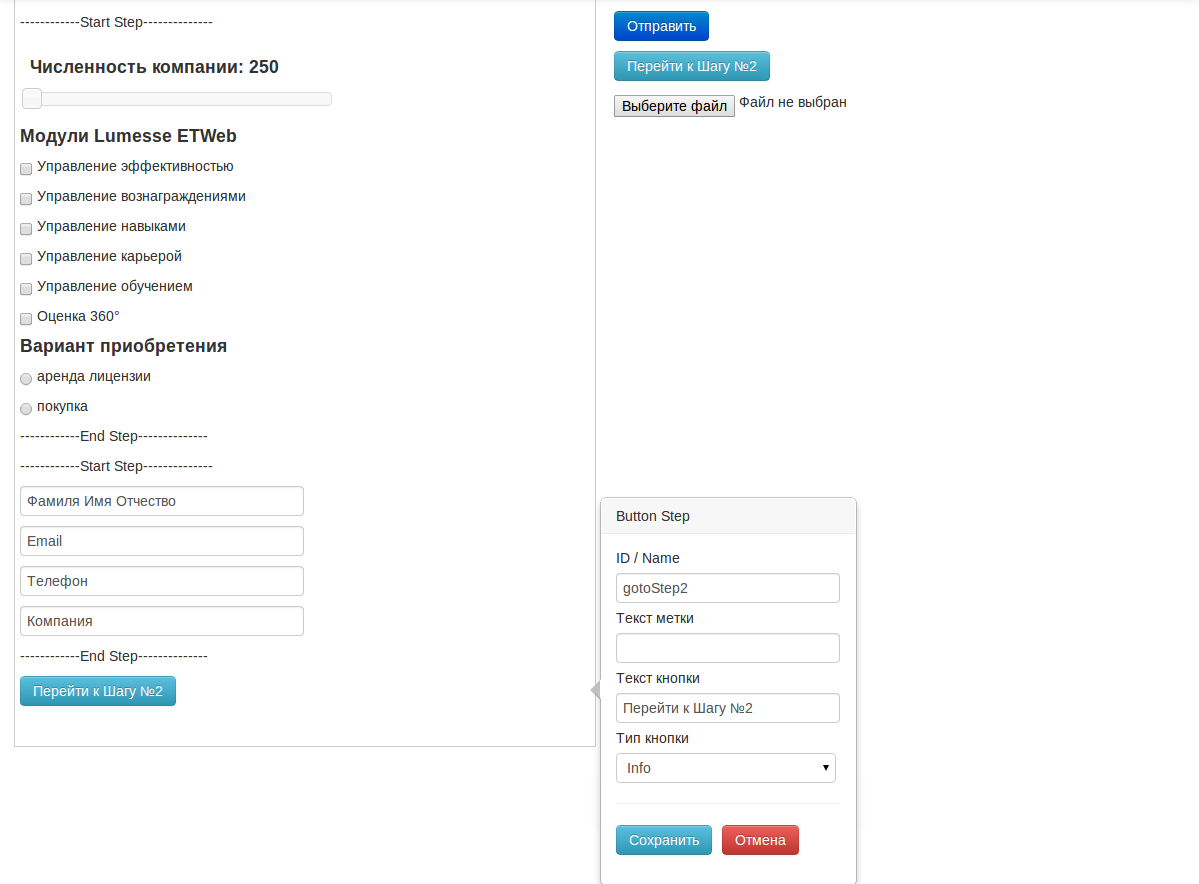 ------------Start Step--------------
Численность компании: 250
Модули Lumesse ETWeb
Управление эффективностью
Управление вознаграждениями
Управление навыками
Управление карьерой
Управление обучением
Оценка 360°
Вариант приобретения
аренда лицензии
покупка
------------End Step--------------
------------Start Step--------------
Фамиля Имя Отчество
Email
Телефон
Компания
------------End Step--------------
Перейти к Шагу №2
Отправить
Перейти к Шагу №2
Выберите файл Файл не выбран
Button Step
ID / Name
gotoStep2
Текст метки
Текст кнопки
Перейти к Шагу №2
Тип кнопки
Info
Сохранить Отмена